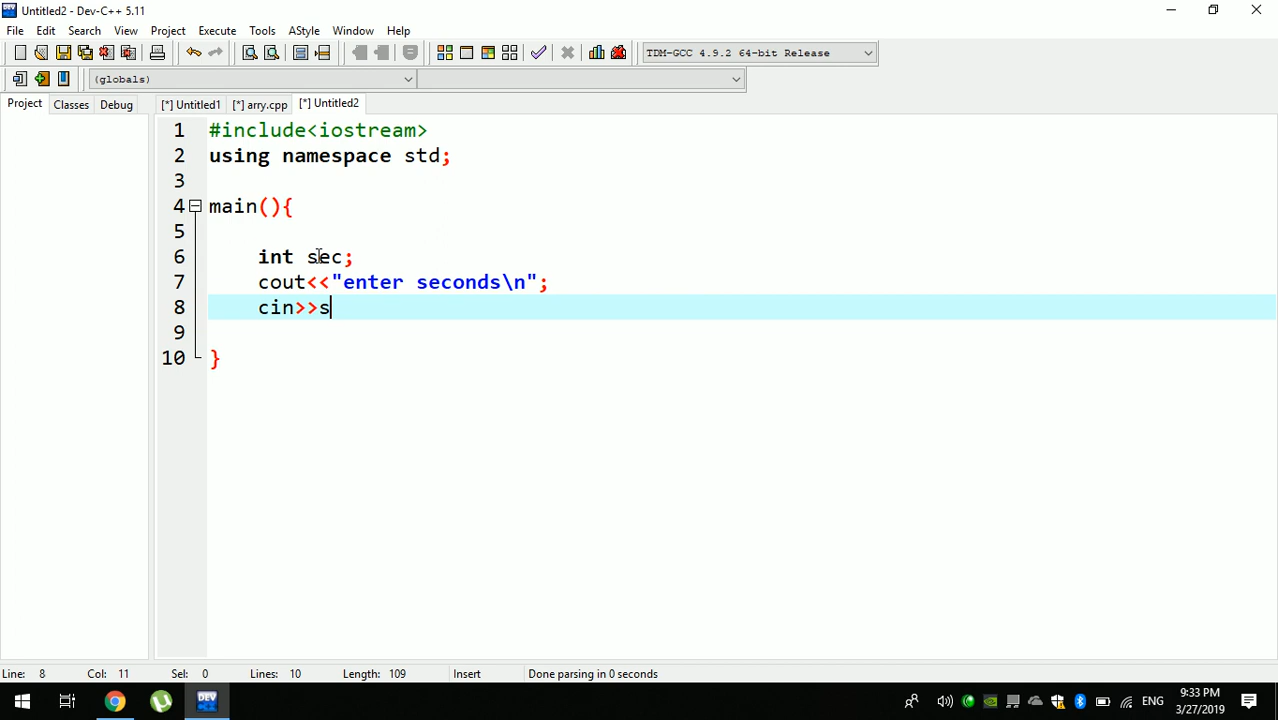 Untitled2 - Dev-C++ 5.11
File Edit Search View Project Execute Tools AStyle Window Help
TDM-GCC 4.9.2 64-bit Release
(globals)
Project Classes Debug [*] Untitled1 [*] arry.cpp [*] Untitled2
1 #include<iostream>
2 using namespace std;
3
4 main(){
5
6 int sec;
7 cout<<"enter seconds\n";
8 cin>>s
9
10 }
Line: 8 Col: 11 Sel: 0 Lines: 10 Length: 109 Insert Done parsing in 0 seconds
DEV
ENG
9:33 PM
3/27/2019